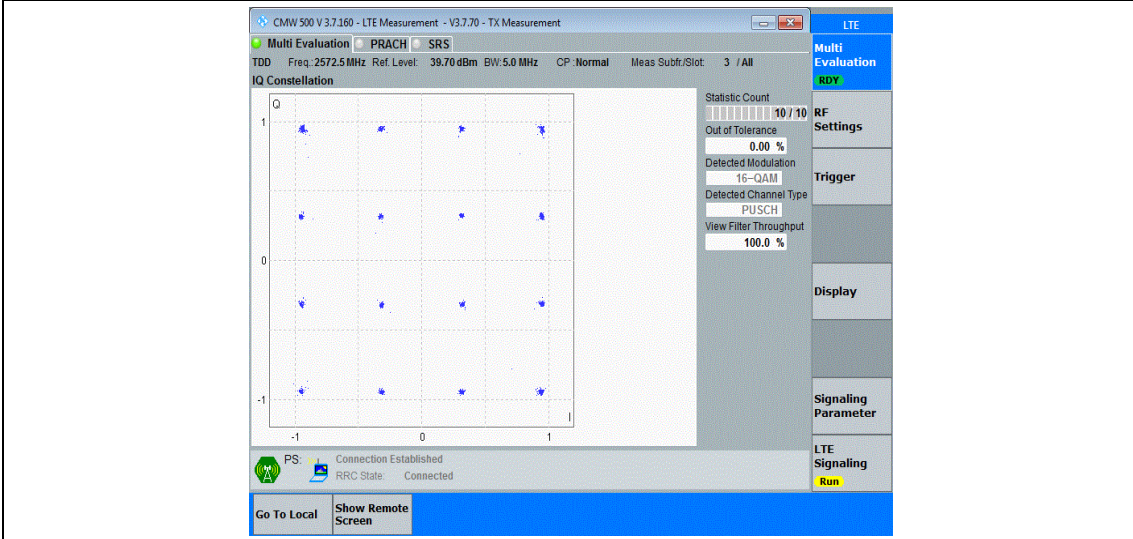 CMW 500 V 3.7.160 - LTE Measurement - V3.7.70 - TX Measurement
LTE
Multi Evaluation PRACH SRS
TDD Freq.:2572.5 MHz Ref. Level: 39.70 dBm BW:5.0 MHz CP :Normal Meas Subfr./Slot: 3 / All
IQ Constellation
Q
1
0
-1
-1 0 1
I
Statistic Count
10 / 10
Out of Tolerance
0.00 %
Detected Modulation
16-QAM
Detected Channel Type
PUSCH
View Filter Throughput
100.0 %
Multi
Evaluation
RDY
RF
Settings
Trigger
Display
Signaling
Parameter
LTE
Signaling
Run
PS: Connection Established
RRC State: Connected
Go To Local
Show Remote
Screen